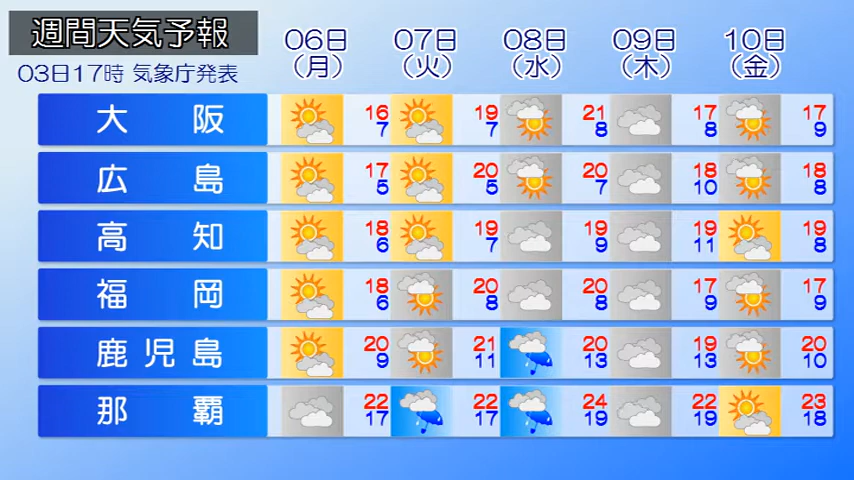 週間天気予報
03日17時 気象庁発表
06日 07日 08日 09日 10日
（月） （火） （水） （木） （金）
大阪 16 7 19 7 21 8 17 8 17 9
広島 17 5 20 5 20 7 18 10 18 8
高知 18 6 19 7 19 9 19 11 19 8
福岡 18 6 20 8 20 8 17 9 17 9
鹿児島 20 9 21 11 20 13 19 13 20 10
那覇 22 17 22 17 24 19 22 19 23 18